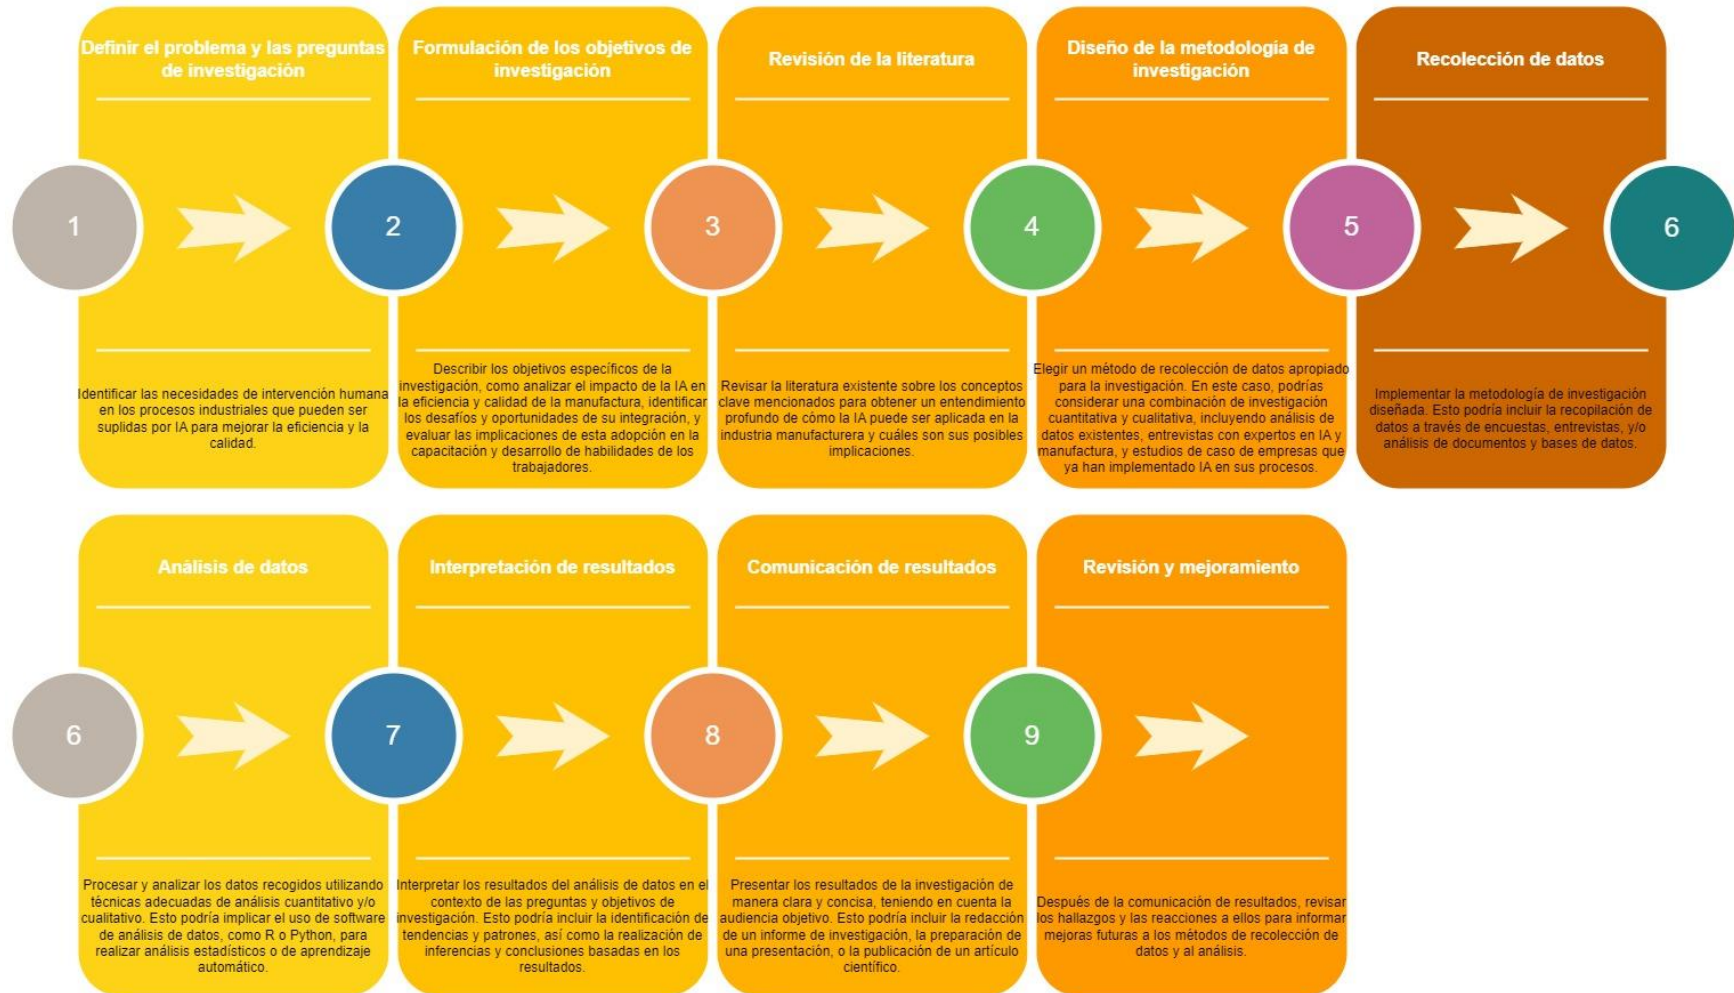 Definir el problema y las preguntas
de investigación
Formulación de los objetivos de
investigación
Revisión de la literatura
Diseño de la metodología de
investigación
Recolección de datos
1
2
3
4
5
6
Identificar las necesidades de intervención humana
en los procesos industriales que pueden ser
suplidas por IA para mejorar la eficiencia y la
calidad.
Describir los objetivos específicos de la
investigación, como analizar el impacto de la IA en
la eficiencia y calidad de la manufactura, identificar
los desafíos y oportunidades de su integración, y
evaluar las implicaciones de esta adopción en la
capacitación y desarrollo de habilidades de los
trabajadores.
Revisar la literatura existente sobre los conceptos
clave mencionados para obtener un entendimiento
profundo de cómo la IA puede ser aplicada en la
industria manufacturera y cuáles son sus posibles
implicaciones.
Elegir un método de recolección de datos apropiado
para la investigación. En este caso, podrías
considerar una combinación de investigación
cuantitativa y cualitativa, incluyendo análisis de
datos existentes, entrevistas con expertos en IA y
manufactura, y estudios de caso de empresas que
ya han implementado IA en sus procesos.
Implementar la metodología de investigación
diseñada. Esto podría incluir la recopilación de
datos a través de encuestas, entrevistas, y/o
análisis de documentos y bases de datos.
Análisis de datos
Interpretación de resultados
Comunicación de resultados
Revisión y mejoramiento
6
7
8
9
Procesar y analizar los datos recogidos utilizando
técnicas adecuadas de análisis cuantitativo y/o
cualitativo. Esto podría implicar el uso de software
de análisis de datos, como R o Python, para
realizar análisis estadísticos o de aprendizaje
automático.
Interpretar los resultados del análisis de datos en el
contexto de las preguntas y objetivos de
investigación. Esto podría incluir la identificación de
tendencias y patrones, así como la realización de
inferencias y conclusiones basadas en los
resultados.
Presentar los resultados de la investigación de
manera clara y concisa, teniendo en cuenta la
audiencia objetivo. Esto podría incluir la redacción
de un informe de investigación, la preparación de
una presentación, o la publicación de un artículo
científico.
Después de la comunicación de resultados, revisar
los hallazgos y las reacciones a ellos para informar
mejoras futuras a los métodos de recolección de
datos y al análisis.